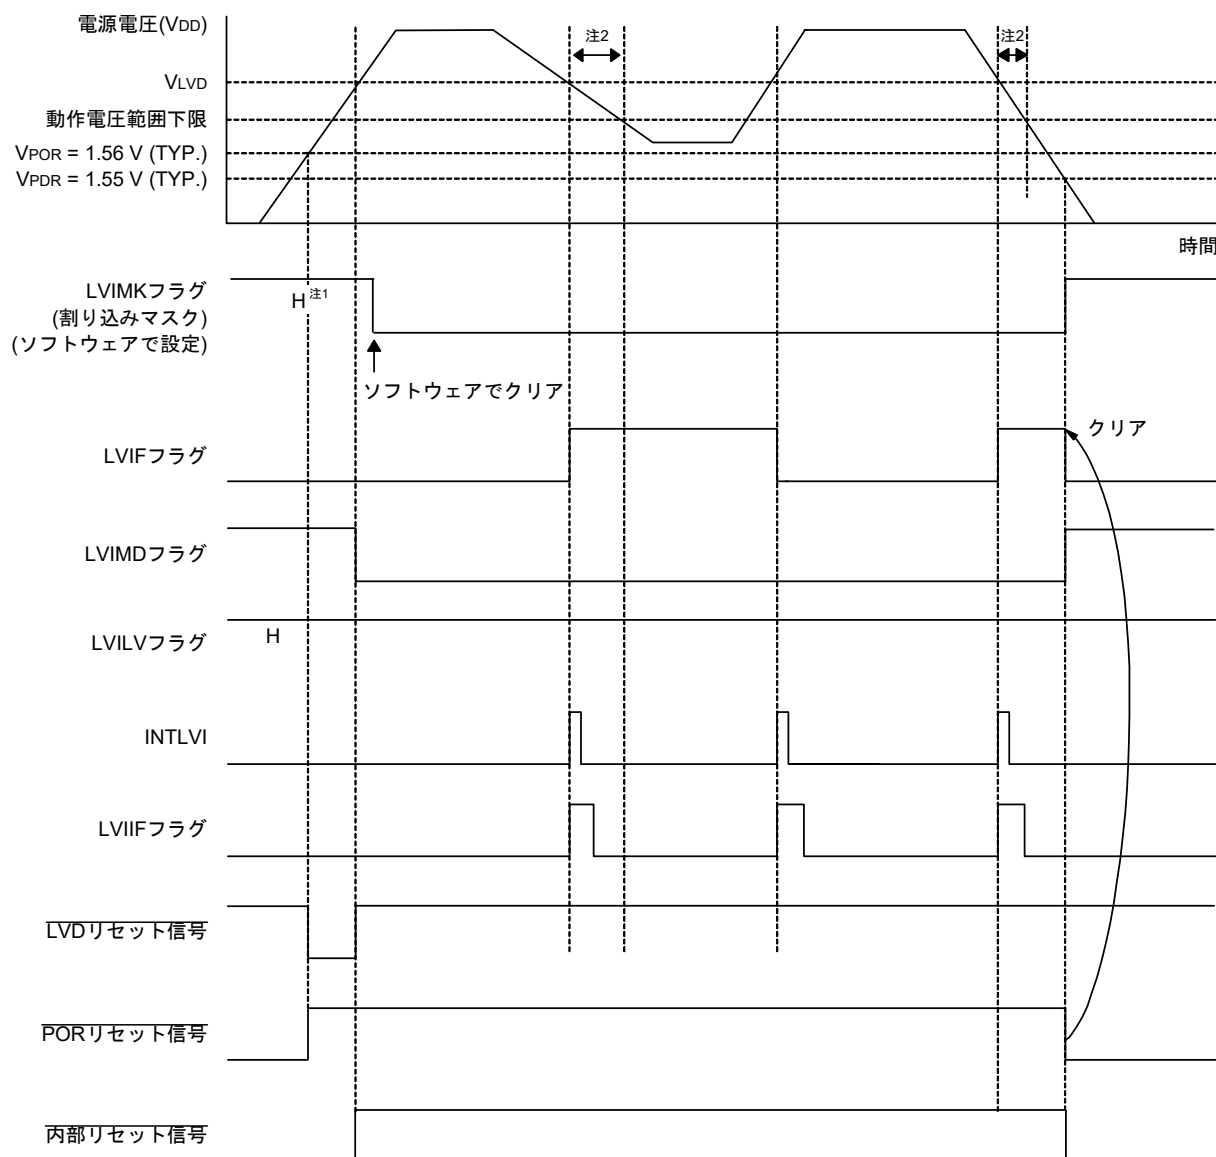 電源電圧(VDD)
注2
注2
VLVD
動作電圧範囲下限
VPOR = 1.56 V (TYP.)
VPDR = 1.55 V (TYP.)
時間
LVIMKフラグ
(割り込みマスク)
(ソフトウェアで設定)
H 注1
ソフトウェアでクリア
クリア
LVIFフラグ
LVIMDフラグ
LVILVフラグ
H
INTLVI
LVIIFフラグ
LVDリセット信号
PORリセット信号
内部リセット信号